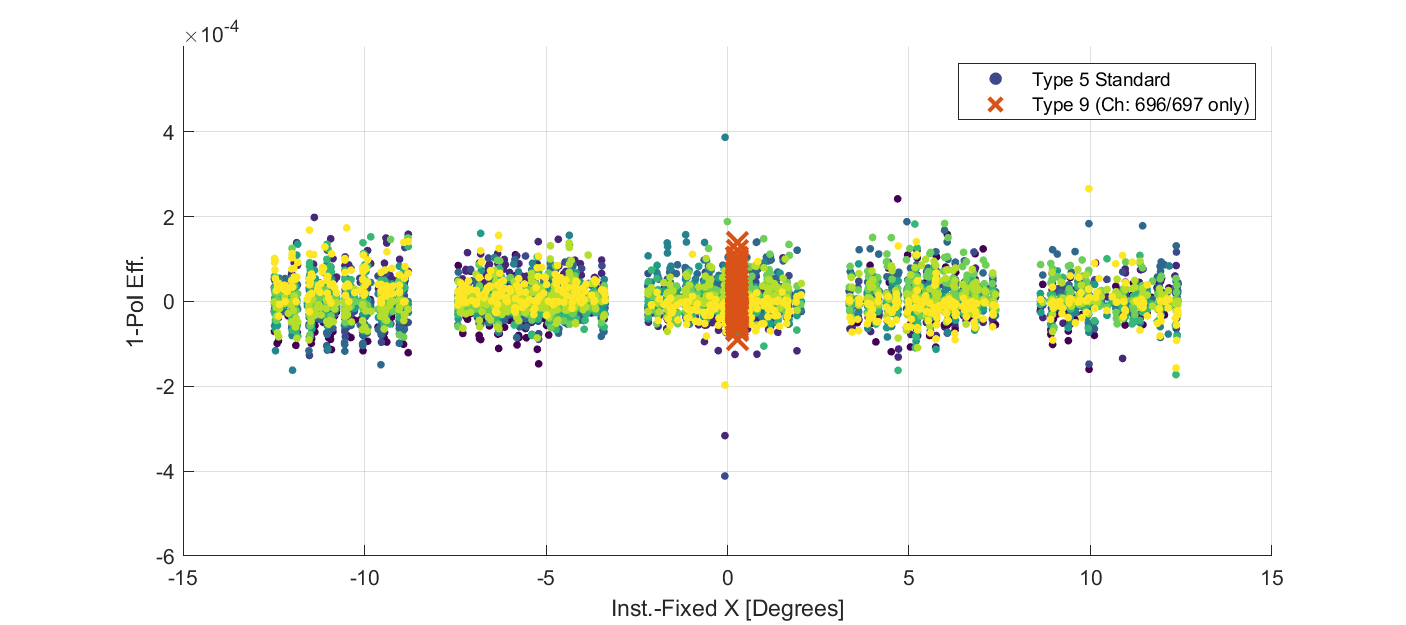 ×10-4
Type 5 Standard
Type 9 (Ch: 696/697 only)
4
2
0
-2
-4
-6
1-Pol Eff.
-15 -10 -5 0 5 10 15
Inst.-Fixed X [Degrees]